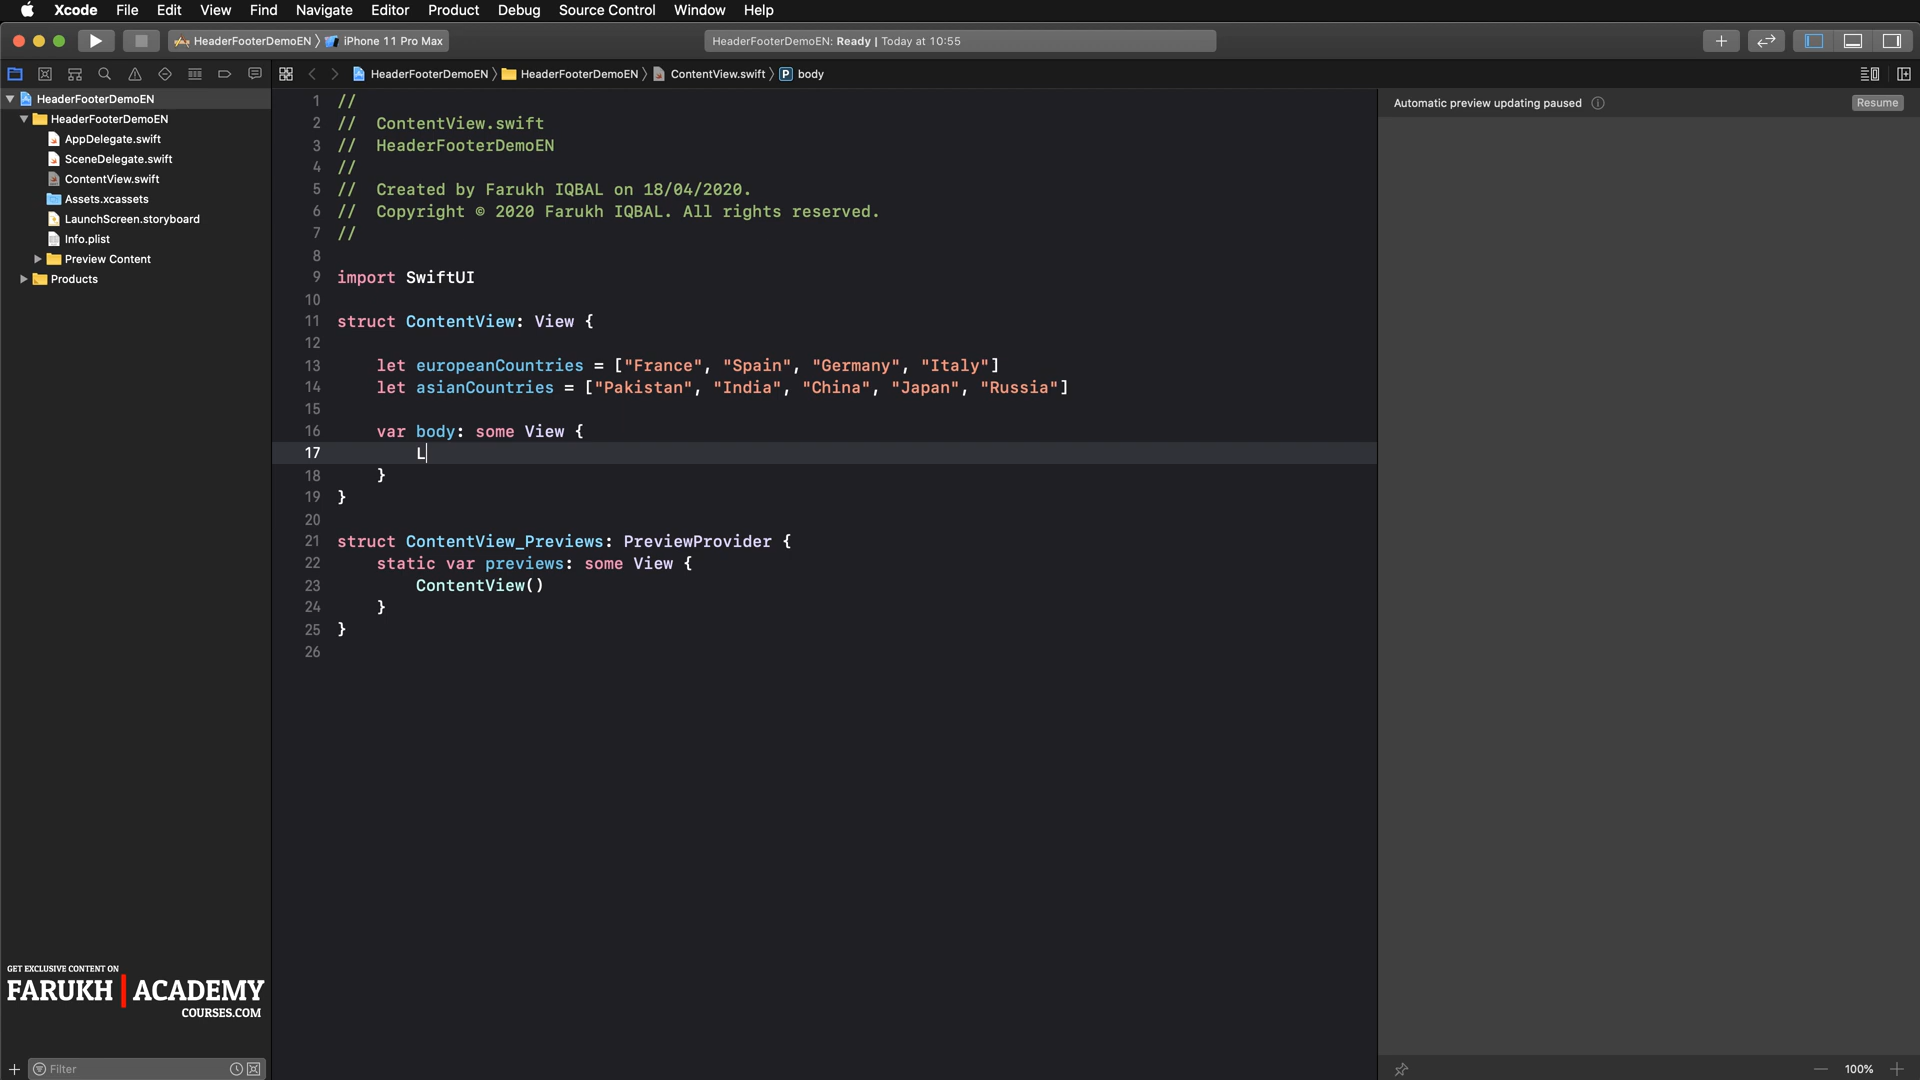 Xcode File Edit View Find Navigate Editor Product Debug Source Control Window Help
HeaderFooterDemoEN iPhone 11 Pro Max
HeaderFooterDemoEN: Ready | Today at 10:55
HeaderFooterDemoEN HeaderFooterDemoEN ContentView.swift P body
HeaderFooterDemoEN
HeaderFooterDemoEN
AppDelegate.swift
SceneDelegate.swift
ContentView.swift
Assets.xcassets
LaunchScreen.storyboard
Info.plist
Preview Content
Products
1 //
2 //  ContentView.swift
3 //  HeaderFooterDemoEN
4 //
5 //  Created by Farukh IQBAL on 18/04/2020.
6 //  Copyright © 2020 Farukh IQBAL. All rights reserved.
7 //
8
9 import SwiftUI
10
11 struct ContentView: View {
12
13     let europeanCountries = ["France", "Spain", "Germany", "Italy"]
14     let asianCountries = ["Pakistan", "India", "China", "Japan", "Russia"]
15
16     var body: some View {
17         L
18     }
19 }
20
21 struct ContentView_Previews: PreviewProvider {
22     static var previews: some View {
23         ContentView()
24     }
25 }
26
Automatic preview updating paused
Resume
GET EXCLUSIVE CONTENT ON
FARUKH | ACADEMY
COURSES.COM
Filter
100%